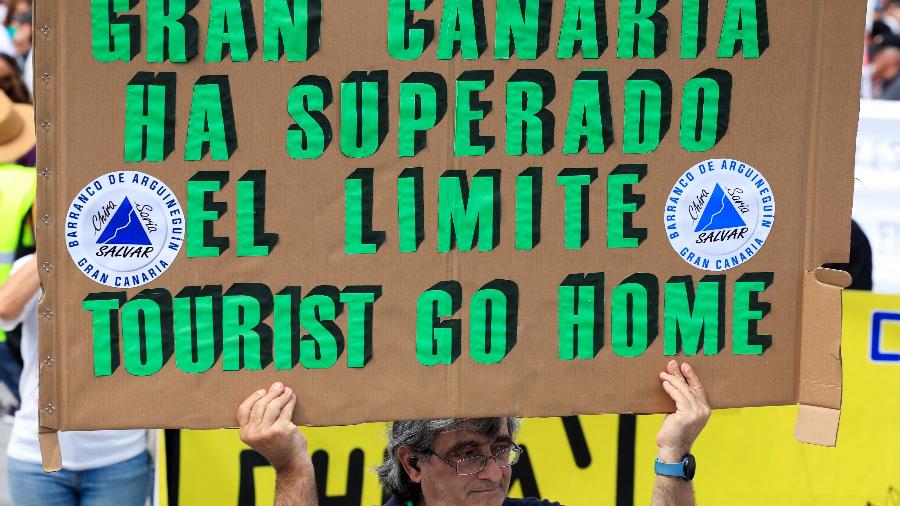 GRAN CANARIA
HA SUPERADO
EL LIMITE
TOURIST GO HOME
BARRANCO DE ARGUINEGUIN
Chira
Soria
SALVAR
GRAN CANARIA
BARRANCO DE ARGUINEGUIN
Chira
Soria
SALVAR
GRAN CANARIA